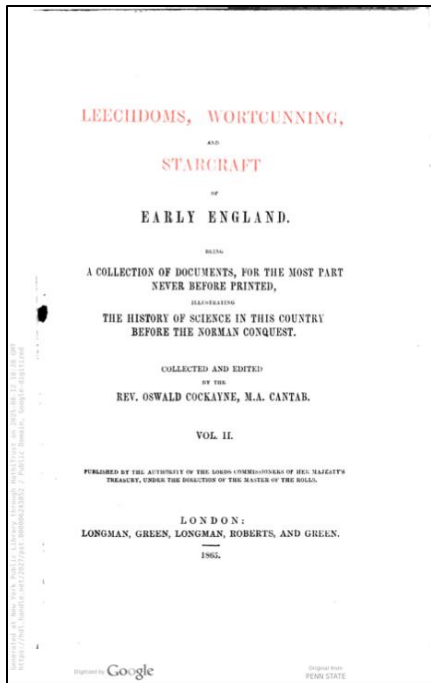 LEECHDOMS, WORTCUNNING,
AND
STARCRAFT
OF
EARLY ENGLAND.
BEING
A COLLECTION OF DOCUMENTS, FOR THE MOST PART
NEVER BEFORE PRINTED,
ILLUSTRATING
THE HISTORY OF SCIENCE IN THIS COUNTRY
BEFORE THE NORMAN CONQUEST.
COLLECTED AND EDITED
BY THE
REV. OSWALD COCKAYNE, M.A. CANTAB.
VOL. II.
PUBLISHED BY THE AUTHORITY OF THE LORDS COMMISSIONERS OF HER MAJESTY'S
TREASURY, UNDER THE DIRECTION OF THE MASTER OF THE ROLLS.
LONDON:
LONGMAN, GREEN, LONGMAN, ROBERTS, AND GREEN.
1865.
Digitized by Google
Original from
PENN STATE